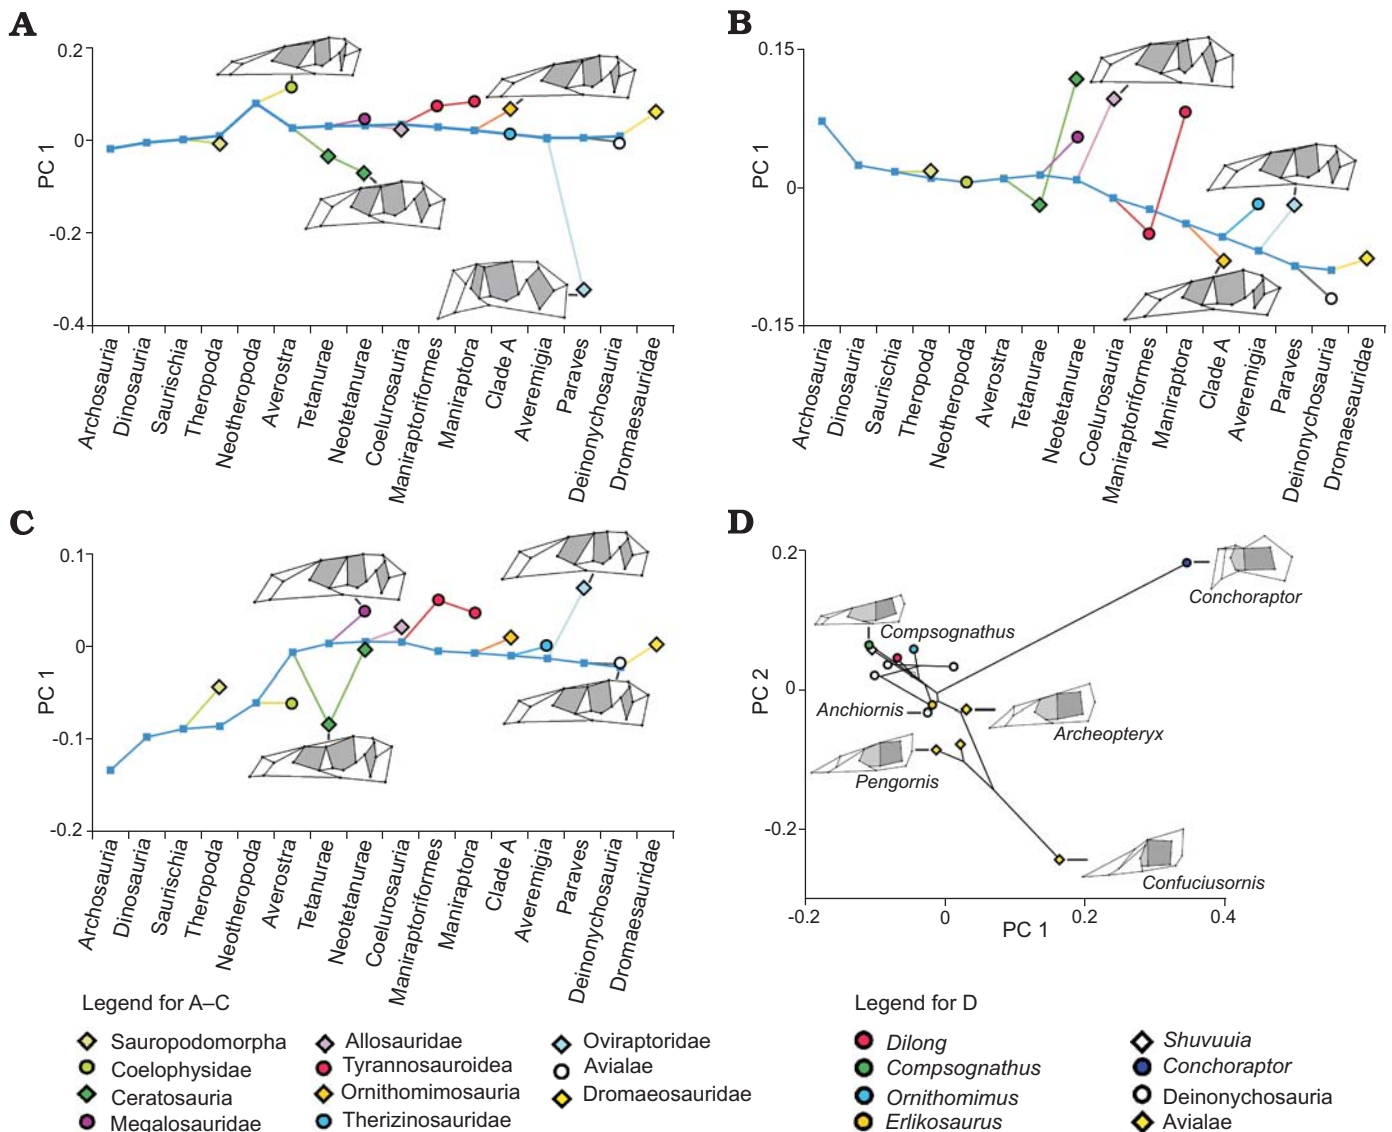 A
0.2
0
-0.2
-0.4
PC 1
Archosauria
Dinosauria
Saurischia
Theropoda
Neotheropoda
Averostra
Tetanurae
Neotetanurae
Coelurosauria
Maniraptoriformes
Maniraptora
Clade A
Averemigia
Paraves
Deinonychosauria
Dromaesauridae
B
0.15
0
-0.15
PC 1
Archosauria
Dinosauria
Saurischia
Theropoda
Neotheropoda
Averostra
Tetanurae
Neotetanurae
Coelurosauria
Maniraptoriformes
Maniraptora
Clade A
Averemigia
Paraves
Deinonychosauria
Dromaesauridae
C
0.1
0
-0.1
-0.2
PC 1
Archosauria
Dinosauria
Saurischia
Theropoda
Neotheropoda
Averostra
Tetanurae
Neotetanurae
Coelurosauria
Maniraptoriformes
Maniraptora
Clade A
Averemigia
Paraves
Deinonychosauria
Dromaesauridae
D
0.2
0
-0.2
PC 2
Conchoraptor
Compsognathus
Anchiornis
Archeopteryx
Pengornis
Confuciusornis
-0.2
0
0.2
0.4
PC 1
Legend for A–C
Sauropodomorpha
Coelophysidae
Ceratosauria
Megalosauridae
Allosauridae
Tyrannosauroidea
Ornithomimosauria
Therizinosauridae
Oviraptoridae
Avialae
Dromaeosauridae
Legend for D
Dilong
Compsognathus
Ornithomimus
Erlikosaurus
Shuvuuia
Conchoraptor
Deinonychosauria
Avialae